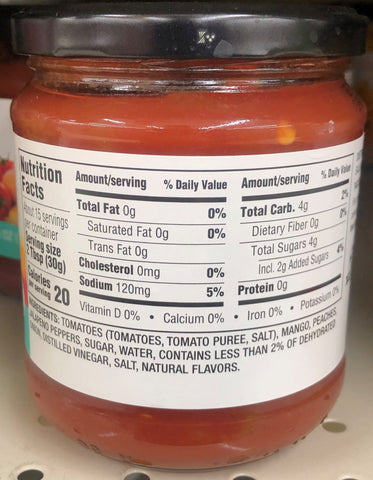 Nutrition
Facts
About 15 servings
per container
Serving size
2 Tbsp (30g)
Calories
per serving 20
Amount/serving % Daily Value
Total Fat 0g 0%
Saturated Fat 0g 0%
Trans Fat 0g
Cholesterol 0mg 0%
Sodium 120mg 5%
Amount/serving % Daily Value
Total Carb. 4g 2%
Dietary Fiber 0g 0%
Total Sugars 4g
Incl. 2g Added Sugars 4%
Protein 0g
Vitamin D 0% • Calcium 0% • Iron 0% • Potassium 0%
INGREDIENTS: TOMATOES (TOMATOES, TOMATO PUREE, SALT), MANGO, PEACHES,
JALAPENO PEPPERS, SUGAR, WATER, CONTAINS LESS THAN 2% OF DEHYDRATED
ONION, DISTILLED VINEGAR, SALT, NATURAL FLAVORS.